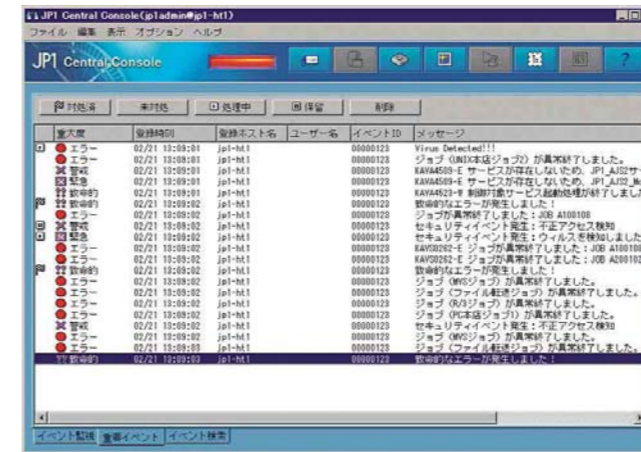 JP1 Central Console(jp1admin@jp1-ht1)
ファイル 編集 表示 オプション ヘルプ
JP1 Central Console
対処済 未対処 処理中 保留 削除
重大度 登録時刻 登録ホスト名 ユーザー名 イベントID メッセージ
エラー 02/21 13:09:01 jp1-ht1 00000123 Virus Detected!!!
エラー 02/21 13:09:01 jp1-ht1 00000123 ジョブ (UNIX本店ジョブ2) が異常終了しました。
警戒 02/21 13:09:01 jp1-ht1 00000123 KAVA4509-E サービスが存在しないため、JP1_AJS2サー
緊急 02/21 13:09:01 jp1-ht1 00000123 KAVA4509-E サービスが存在しないため、JP1_AJS2_Mo
致命的 02/21 13:09:01 jp1-ht1 00000123 KAVA4523-W 制御対象サービス起動処理が終了しまし
致命的 02/21 13:09:02 jp1-ht1 00000123 致命的なエラーが発生しました!
エラー 02/21 13:09:02 jp1-ht1 00000123 ジョブが異常終了しました:JOB A100108
警戒 02/21 13:09:02 jp1-ht1 00000123 セキュリティイベント発生:不正アクセス検知
緊急 02/21 13:09:02 jp1-ht1 00000123 セキュリティイベント発生:ウィルスを検知しました
エラー 02/21 13:09:02 jp1-ht1 00000123 KAVS0262-E ジョブが異常終了しました:JOB A100108
エラー 02/21 13:09:02 jp1-ht1 00000123 KAVS0262-E ジョブが異常終了しました:JOB A200102
致命的 02/21 13:09:02 jp1-ht1 00000123 致命的なエラーが発生しました!
エラー 02/21 13:09:02 jp1-ht1 00000123 ジョブ (MVSジョブ) が異常終了しました。
エラー 02/21 13:09:02 jp1-ht1 00000123 ジョブ (ファイル転送ジョブ) が異常終了しました。
エラー 02/21 13:09:02 jp1-ht1 00000123 ジョブ (R/3ジョブ) が異常終了しました。
エラー 02/21 13:09:02 jp1-ht1 00000123 ジョブ (PC本店ジョブ1) が異常終了しました。
警戒 02/21 13:09:02 jp1-ht1 00000123 セキュリティイベント発生:不正アクセス検知
エラー 02/21 13:09:03 jp1-ht1 00000123 ジョブ (MVSジョブ) が異常終了しました。
エラー 02/21 13:09:03 jp1-ht1 00000123 ジョブ (ファイル転送ジョブ) が異常終了しました。
致命的 02/21 13:09:03 jp1-ht1 00000123 致命的なエラーが発生しました!
イベント監視 重要イベント イベント検索